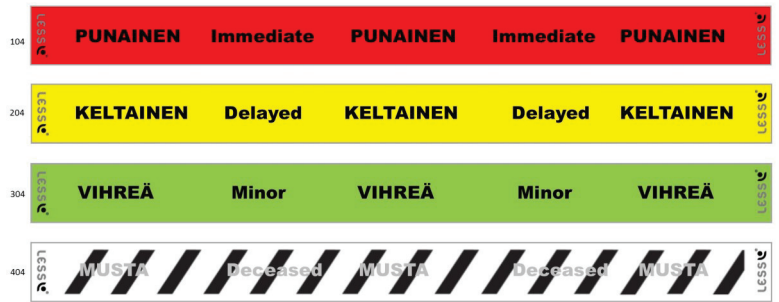 104 LESS PUNAINEN Immediate PUNAINEN Immediate PUNAINEN LESS
204 LESS KELTAINEN Delayed KELTAINEN Delayed KELTAINEN LESS
304 LESS VIHREÄ Minor VIHREÄ Minor VIHREÄ LESS
404 LESS MUSTA Deceased MUSTA Deceased MUSTA LESS